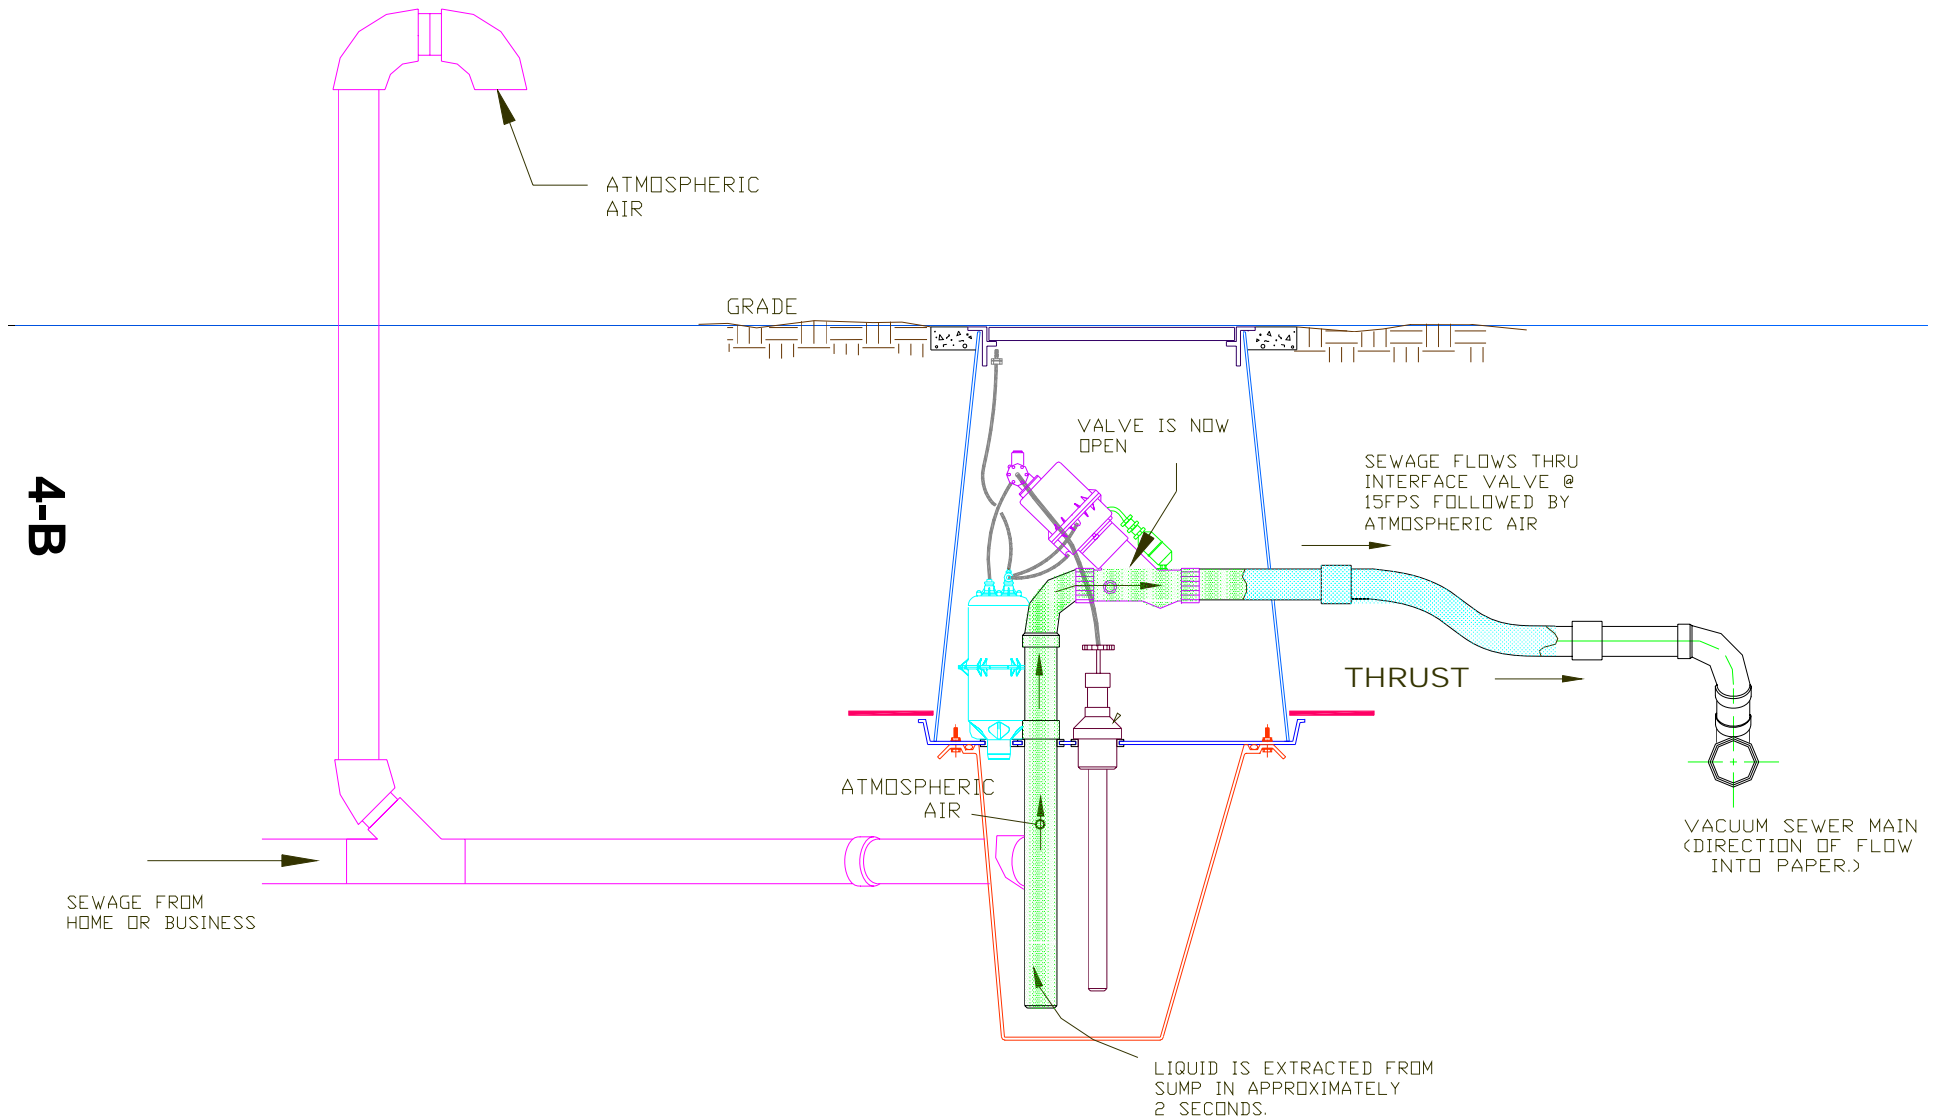 ATMOSPHERIC
AIR
GRADE
VALVE IS NOW
OPEN
SEWAGE FLOWS THRU
INTERFACE VALVE @
15FPS FOLLOWED BY
ATMOSPHERIC AIR
4-B
THRUST
ATMOSPHERIC
AIR
VACUUM SEWER MAIN
(DIRECTION OF FLOW
INTO PAPER.)
SEWAGE FROM
HOME OR BUSINESS
LIQUID IS EXTRACTED FROM
SUMP IN APPROXIMATELY
2 SECONDS.